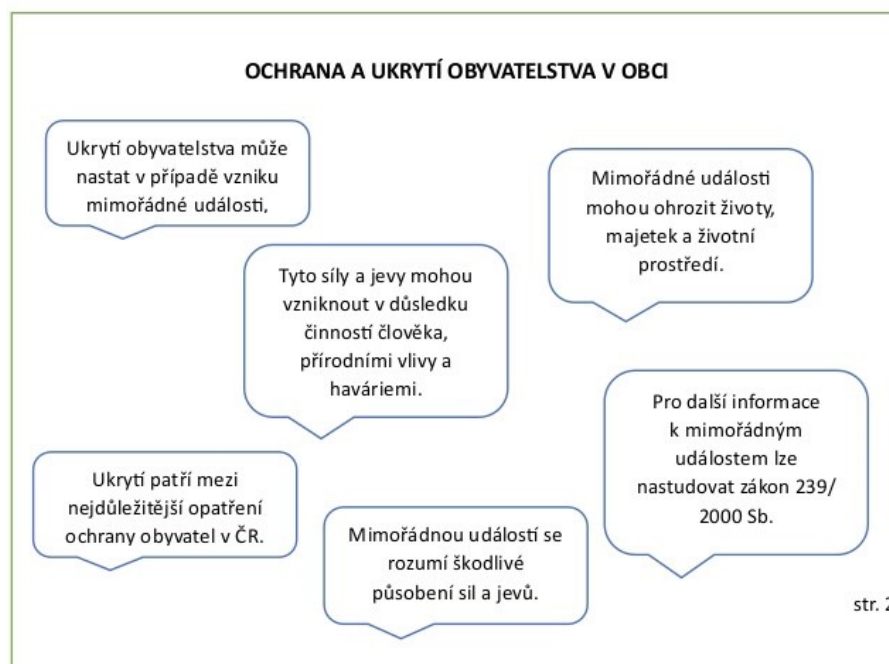 OCHRANA A UKRYTÍ OBYVATELSTVA V OBCI
Ukrytí obyvatelstva může
nastat v případě vzniku
mimořádné události,
Mimořádné události
mohou ohrozit životy,
majetek a životní
prostředí.
Tyto síly a jevy mohou
vzniknout v důsledku
činností člověka,
přírodními vlivy a
haváriemi.
Pro další informace
k mimořádným
událostem lze
nastudovat zákon 239/
2000 Sb.
Ukrytí patří mezi
nejdůležitější opatření
ochrany obyvatel v ČR.
Mimořádnou událostí se
rozumí škodlivé
působení sil a jevů.
str. 2